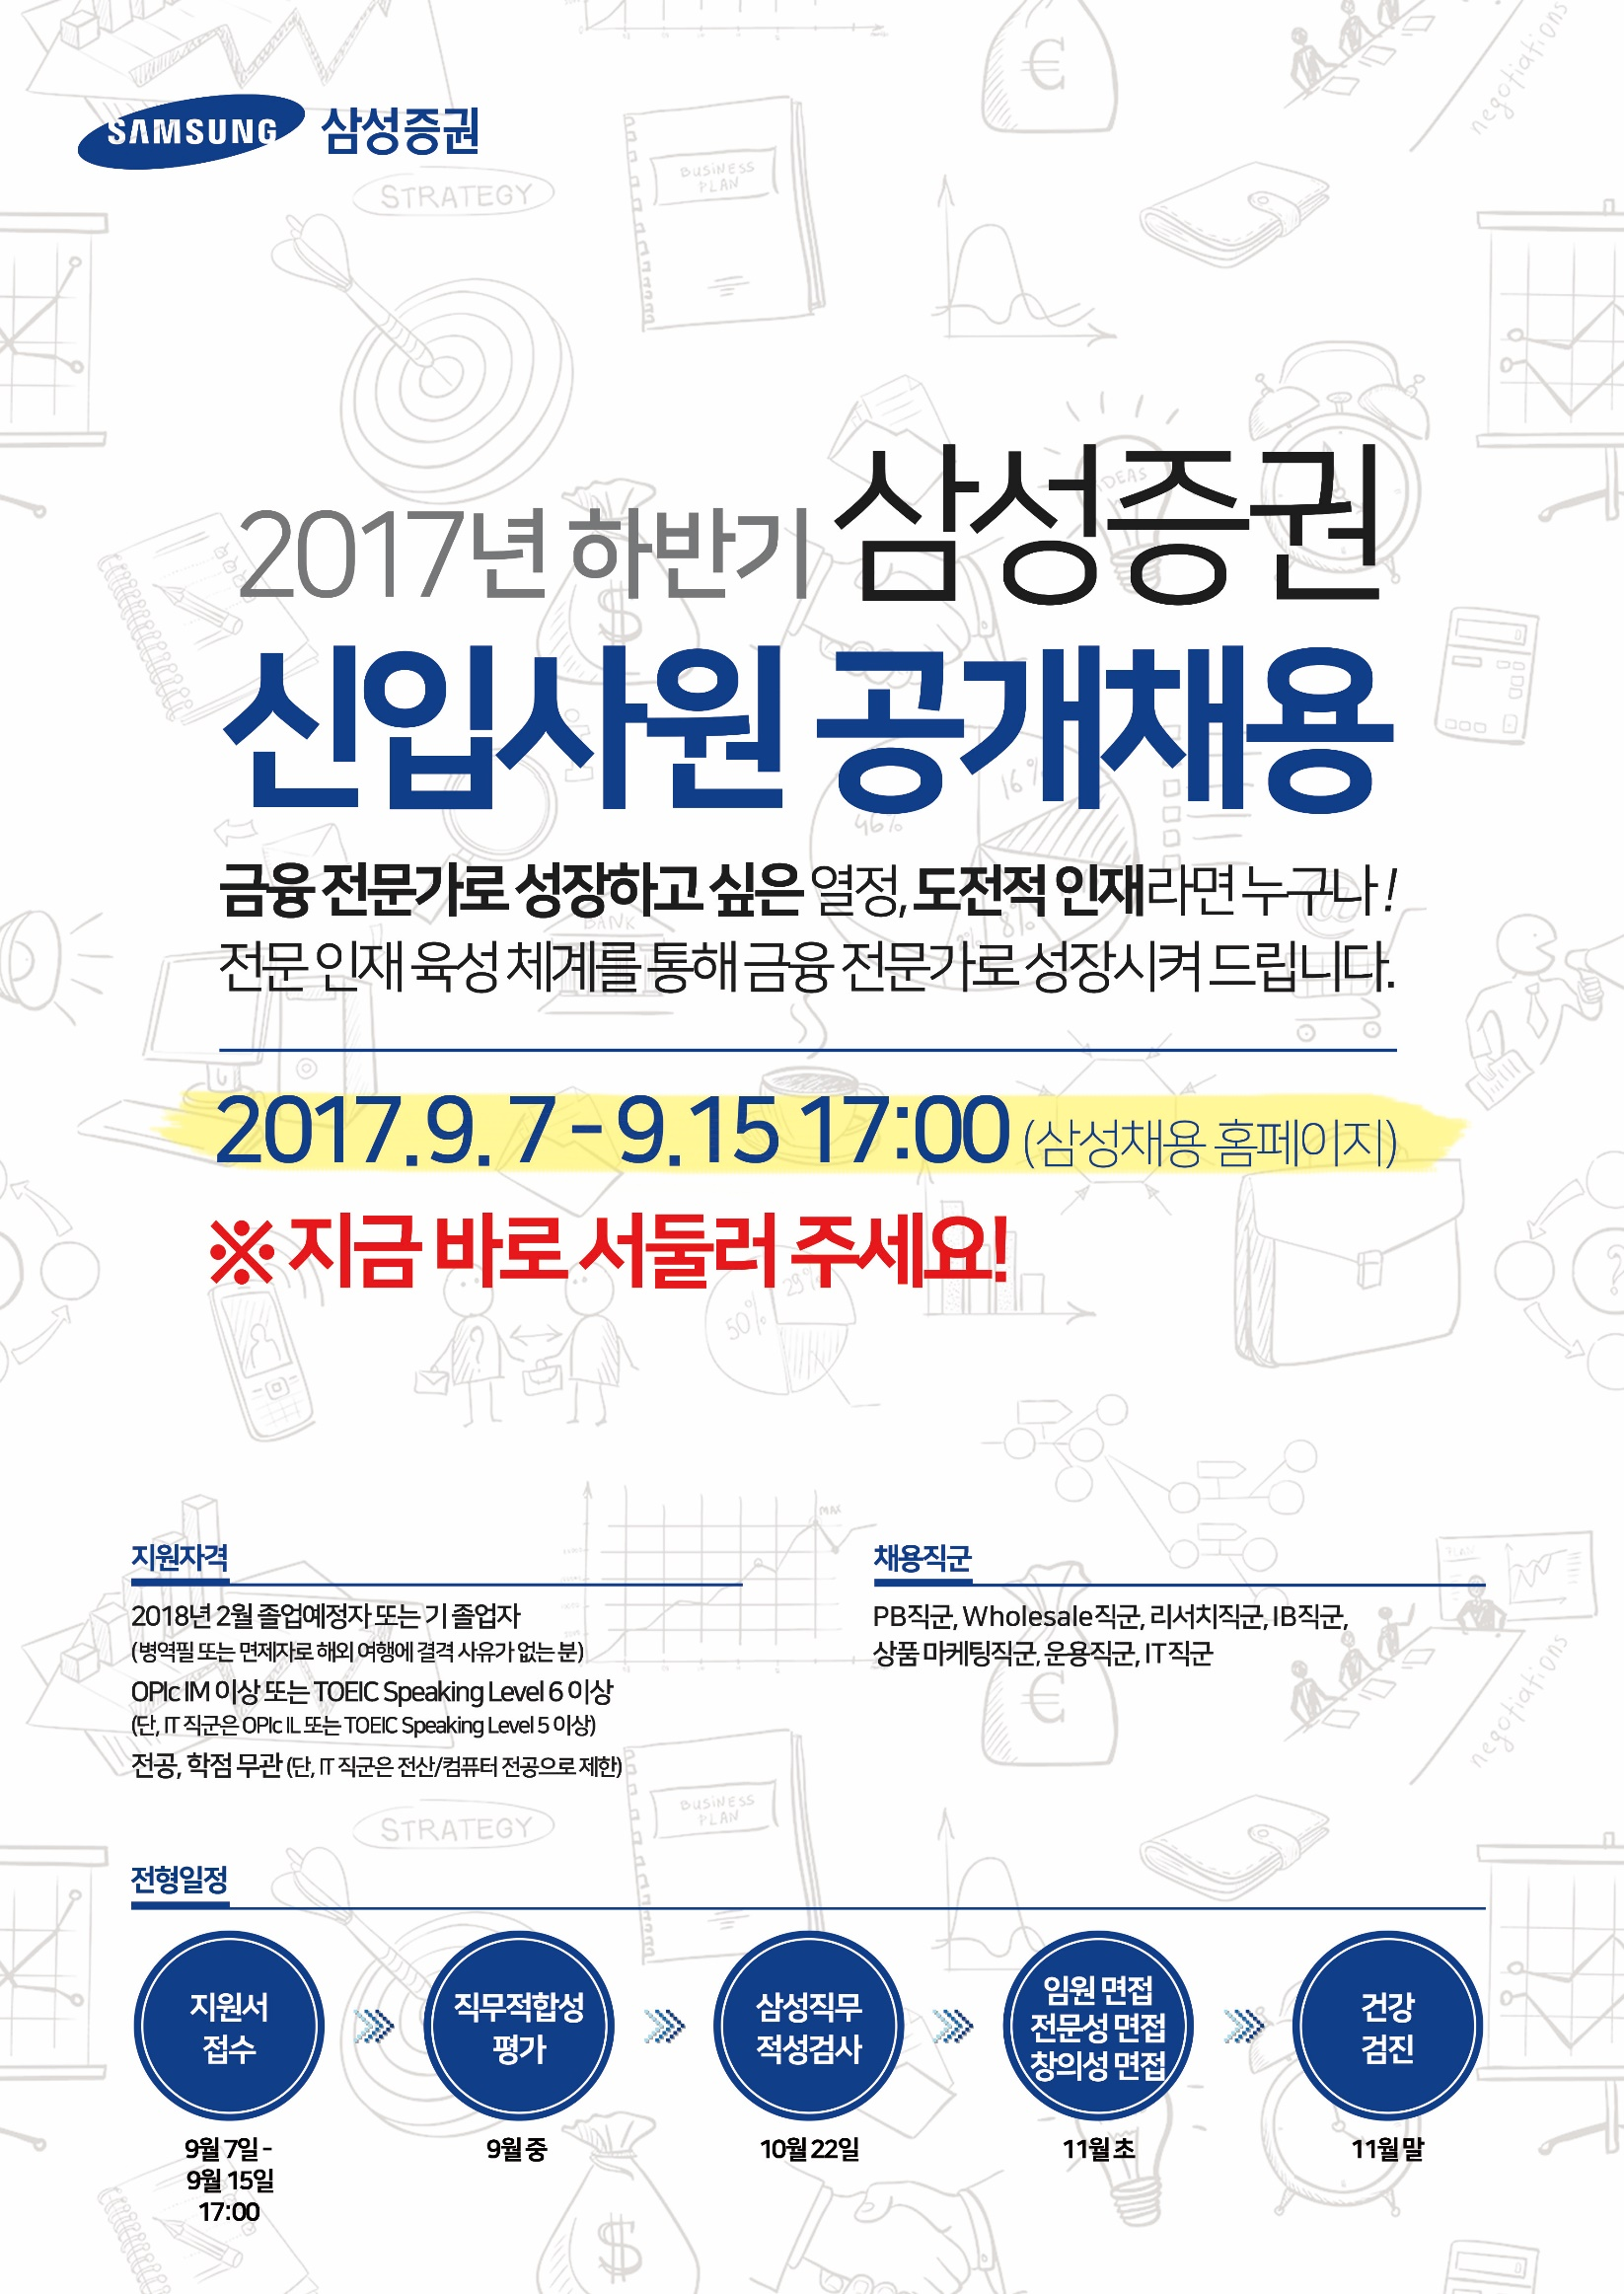 SAMSUNG 삼성증권
negotiations
BUSINESS
PLAN
STRATEGY
IDEAS
2017년 하반기 삼성증권
신입사원 공개채용
16%
46%
금융 전문가로 성장하고 싶은 열정, 도전적 인재라면 누구나!
8%
BANK
전문 인재 육성 체계를 통해 금융 전문가로 성장시켜 드립니다.
2017. 9. 7 - 9. 15 17:00 (삼성채용 홈페이지)
※ 지금 바로 서둘러 주세요!
50%
MAX
지원자격
2018년 2월 졸업예정자 또는 기 졸업자
(병역필 또는 면제자로 해외 여행에 결격 사유가 없는 분)
OPIc IM 이상 또는 TOEIC Speaking Level 6 이상
(단, IT 직군은 OPIc IL 또는 TOEIC Speaking Level 5 이상)
전공, 학점 무관 (단, IT 직군은 전산/컴퓨터 전공으로 제한)
채용직군
PB직군, Wholesale직군, 리서치직군, IB직군,
상품 마케팅직군, 운용직군, IT직군
PLAN
negotiations
BUSINESS
PLAN
STRATEGY
전형일정
지원서
접수
9월 7일 -
9월 15일
17:00
직무적합성
평가
9월 중
삼성직무
적성검사
10월 22일
임원 면접
전문성 면접
창의성 면접
11월 초
건강
검진
11월 말